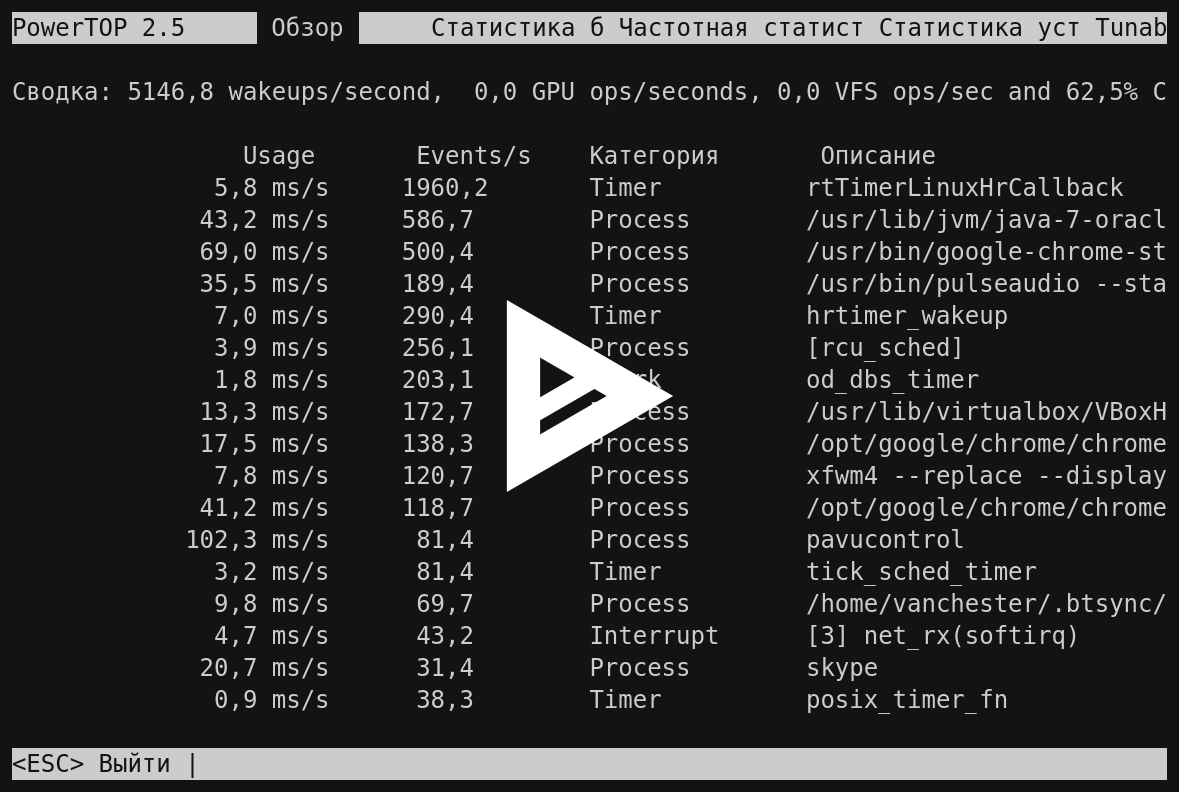 PowerTOP 2.5 Обзор Статистика б Частотная статист Статистика уст Tunab
Сводка: 5146,8 wakeups/second, 0,0 GPU ops/seconds, 0,0 VFS ops/sec and 62,5% C
Usage Events/s Категория Описание
5,8 ms/s 1960,2 Timer rtTimerLinuxHrCallback
43,2 ms/s 586,7 Process /usr/lib/jvm/java-7-oracl
69,0 ms/s 500,4 Process /usr/bin/google-chrome-st
35,5 ms/s 189,4 Process /usr/bin/pulseaudio --sta
7,0 ms/s 290,4 Timer hrtimer_wakeup
3,9 ms/s 256,1 Process [rcu_sched]
1,8 ms/s 203,1 od_dbs_timer
13,3 ms/s 172,7 Process /usr/lib/virtualbox/VBoxH
17,5 ms/s 138,3 Process /opt/google/chrome/chrome
7,8 ms/s 120,7 Process xfwm4 --replace --display
41,2 ms/s 118,7 Process /opt/google/chrome/chrome
102,3 ms/s 81,4 Process pavucontrol
3,2 ms/s 81,4 Timer tick_sched_timer
9,8 ms/s 69,7 Process /home/vanchester/.btsync/
4,7 ms/s 43,2 Interrupt [3] net_rx(softirq)
20,7 ms/s 31,4 Process skype
0,9 ms/s 38,3 Timer posix_timer_fn
<ESC> Выйти |